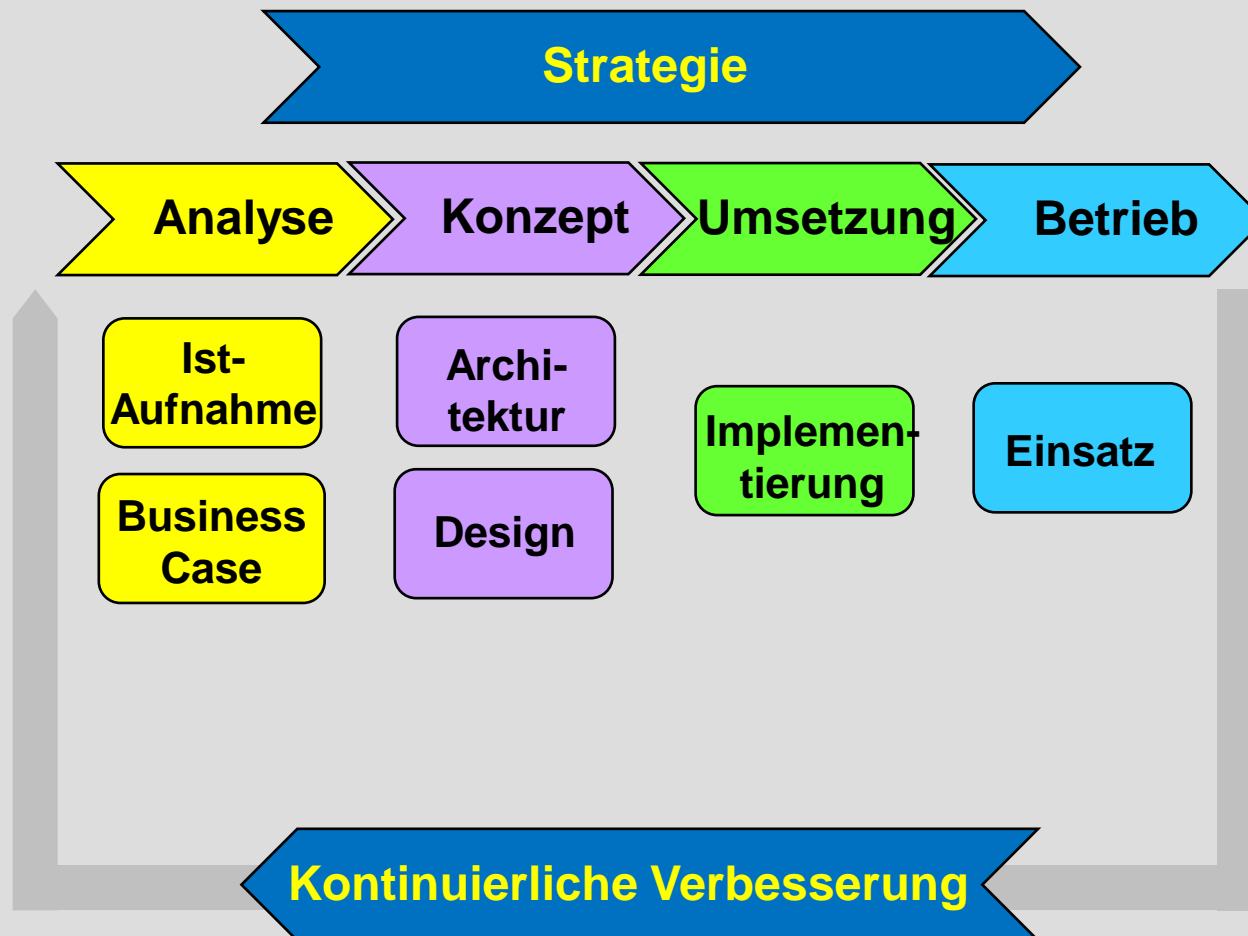 Strategie
Analyse
Konzept
Umsetzung
Betrieb
Ist-
Aufnahme
Archi-
tektur
Implemen-
tierung
Einsatz
Business
Case
Design
Kontinuierliche Verbesserung